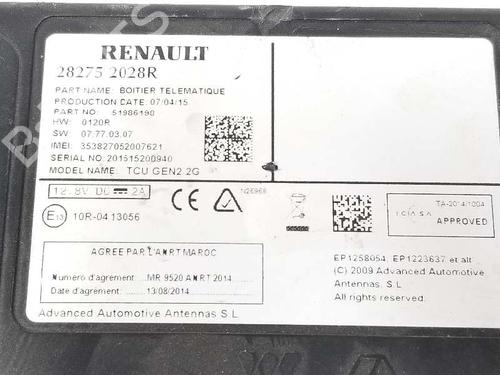 RENAULT
28275 2028R
PART NAME: BOITIER TELEMATIQUE
PRODUCTION DATE: 07/04/15
PART NO: 51986190
HW: 0120R
SW: 07.77.03.07
IMEI: 353827052007621
SERIAL NO: 201515200940
MODEL NAME: TCU GEN2 2G
12.8V DC 2A
N26968
CE
E13 10R-04 13056
TA-2014/1004
ICASA
APPROVED
AGREE PAR L'ANRT MAROC
Numéro d'agrément: MR 9520 ANRT 2014
Date d'agrément: 13/08/2014
EP1258054, EP1223637 et alt
(C) 2009 Advanced Automotive
Antennas, S.L
All rights reserved.
Advanced Automotive Antennas S.L